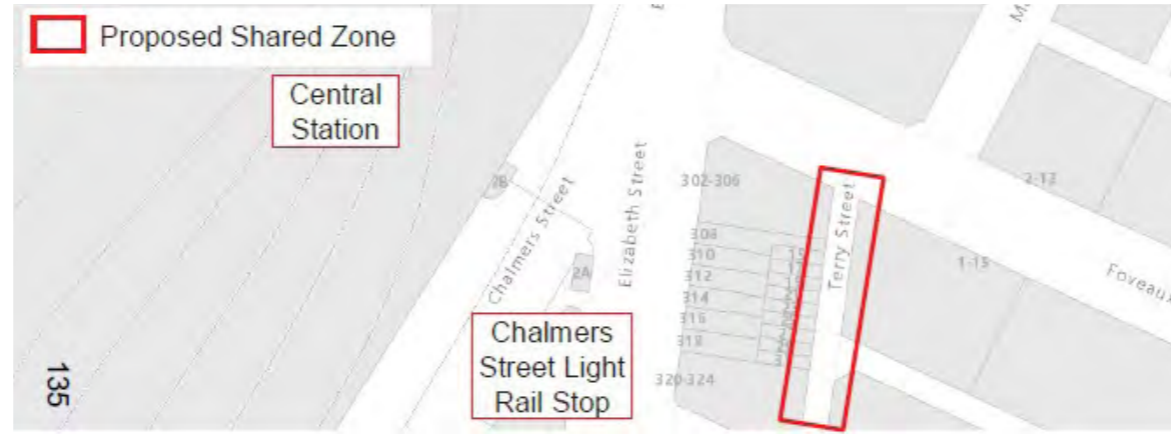 Proposed Shared Zone
Central
Station
Chalmers Street
2A
Elizabeth Street
302-306
308
310
312
314
316
318
320-324
Terry Street
2-12
1-15
Foveaux
Chalmers
Street Light
Rail Stop
135